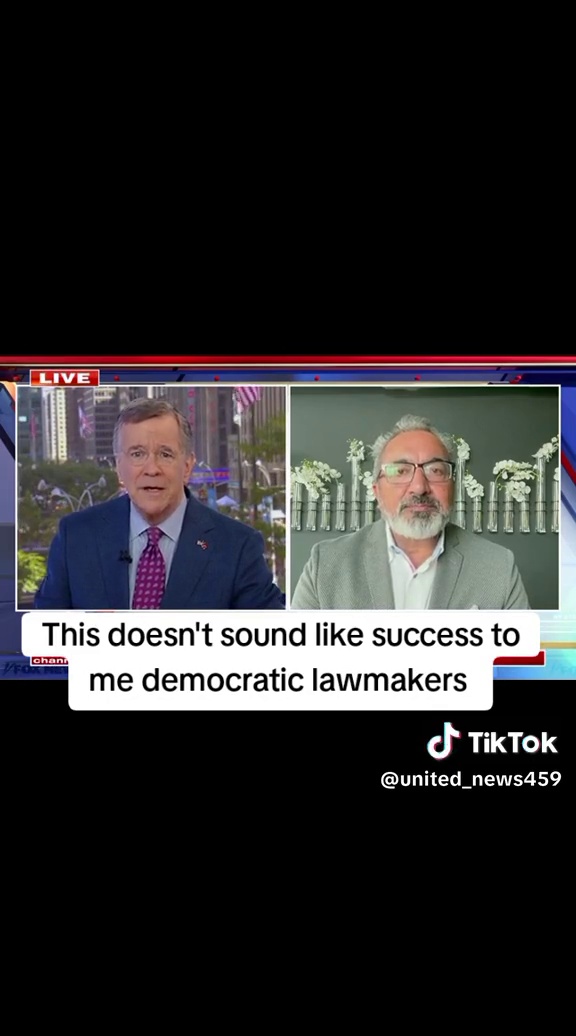 LIVE
This doesn't sound like success to
me democratic lawmakers
TikTok
@united_news459